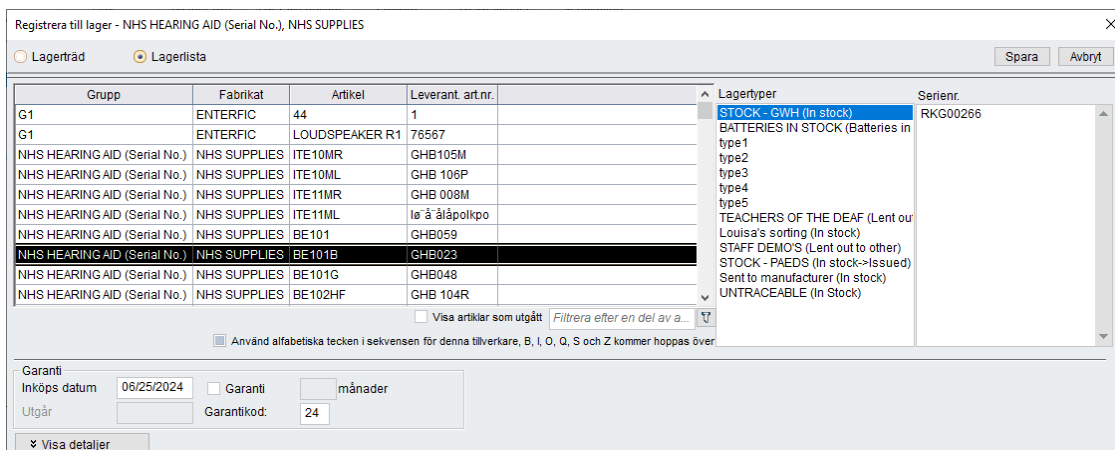 Registrera till lager - NHS HEARING AID (Serial No.), NHS SUPPLIES
Lagerträd Lagerlista Spara Avbryt
Grupp Fabrikat Artikel Leverant. art.nr.
G1 ENTERFIC 44 1
G1 ENTERFIC LOUDSPEAKER R1 76567
NHS HEARING AID (Serial No.) NHS SUPPLIES ITE10MR GHB105M
NHS HEARING AID (Serial No.) NHS SUPPLIES ITE10ML GHB 106P
NHS HEARING AID (Serial No.) NHS SUPPLIES ITE11MR GHB 008M
NHS HEARING AID (Serial No.) NHS SUPPLIES ITE11ML lø¨å¨ålåpolkpo
NHS HEARING AID (Serial No.) NHS SUPPLIES BE101 GHB059
NHS HEARING AID (Serial No.) NHS SUPPLIES BE101B GHB023
NHS HEARING AID (Serial No.) NHS SUPPLIES BE101G GHB048
NHS HEARING AID (Serial No.) NHS SUPPLIES BE102HF GHB 104R
Visa artiklar som utgått Filtrera efter en del av a...
Använd alfabetiska tecken i sekvensen för denna tillverkare, B, I, O, Q, S och Z kommer hoppas över
Lagertyper
STOCK - GWH (In stock)
BATTERIES IN STOCK (Batteries in
type1
type2
type3
type4
type5
TEACHERS OF THE DEAF (Lent out
Louisa's sorting (In stock)
STAFF DEMO'S (Lent out to other)
STOCK - PAEDS (In stock->Issued)
Sent to manufacturer (In stock)
UNTRACEABLE (In Stock)
Serienr.
RKG00266
Garanti
Inköps datum 06/25/2024 Garanti månader
Utgår Garantikod: 24
Visa detaljer